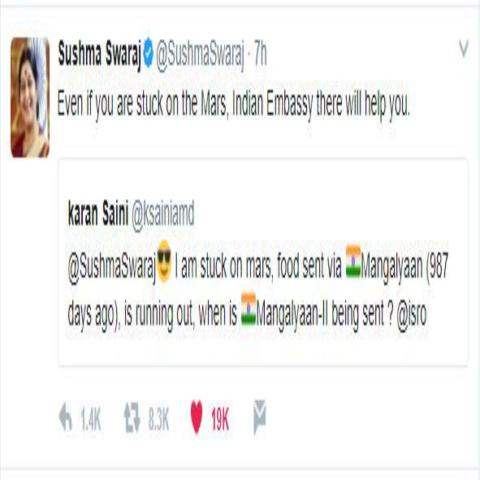 Sushma Swaraj @SushmaSwaraj · 7h
Even if you are stuck on the Mars, Indian Embassy there will help you.
karan Saini @ksainiamd
@SushmaSwaraj😎 I am stuck on mars, food sent via 🇮🇳Mangalyaan (987
days ago), is running out, when is 🇮🇳Mangalyaan-II being sent ? @isro
1.4K 8.3K 19K